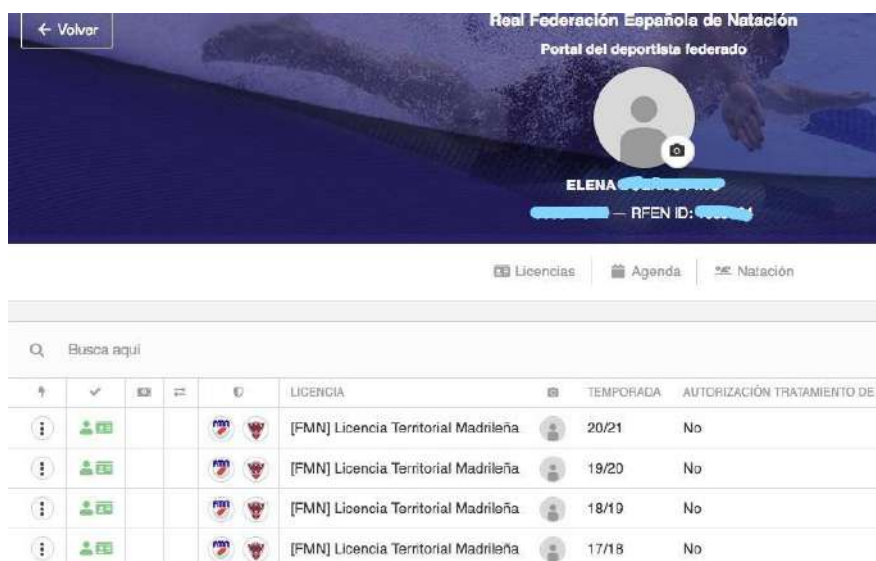 ← Volver
Real Federación Española de Natación
Portal del deportista federado
ELENA
— RFEN ID:
Licencias
Agenda
Natación
Busca aquí
LICENCIA TEMPORADA AUTORIZACIÓN TRATAMIENTO DE
[FMN] Licencia Territorial Madrileña 20/21 No
[FMN] Licencia Territorial Madrileña 19/20 No
[FMN] Licencia Territorial Madrileña 18/19 No
[FMN] Licencia Territorial Madrileña 17/18 No